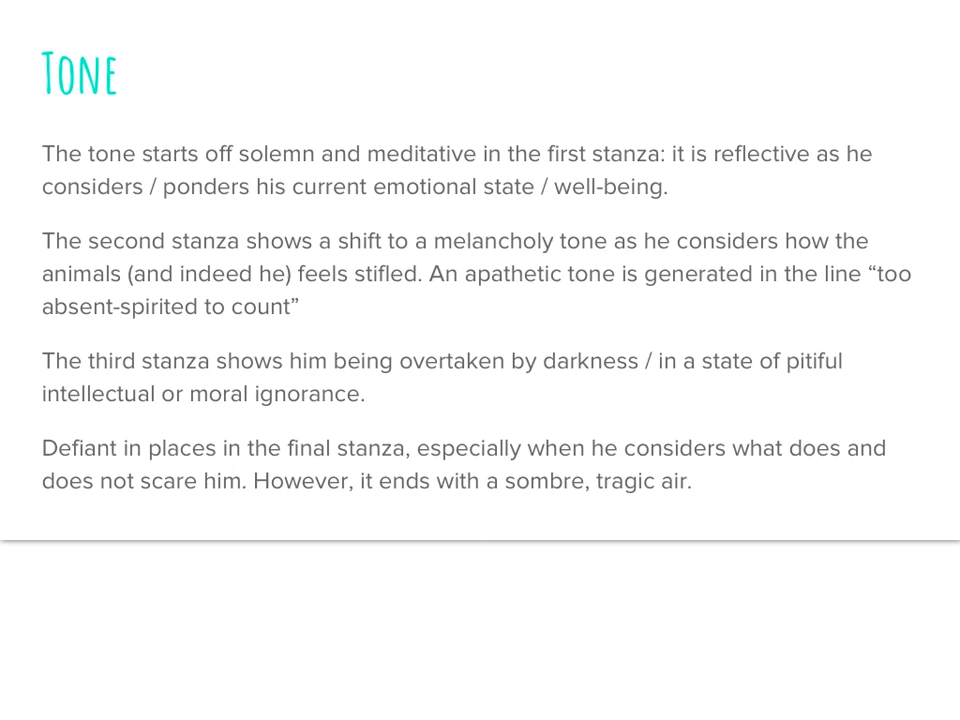 Tone
The tone starts off solemn and meditative in the first stanza: it is reflective as he
considers / ponders his current emotional state / well-being.
The second stanza shows a shift to a melancholy tone as he considers how the
animals (and indeed he) feels stifled. An apathetic tone is generated in the line “too
absent-spirited to count”
The third stanza shows him being overtaken by darkness / in a state of pitiful
intellectual or moral ignorance.
Defiant in places in the final stanza, especially when he considers what does and
does not scare him. However, it ends with a sombre, tragic air.